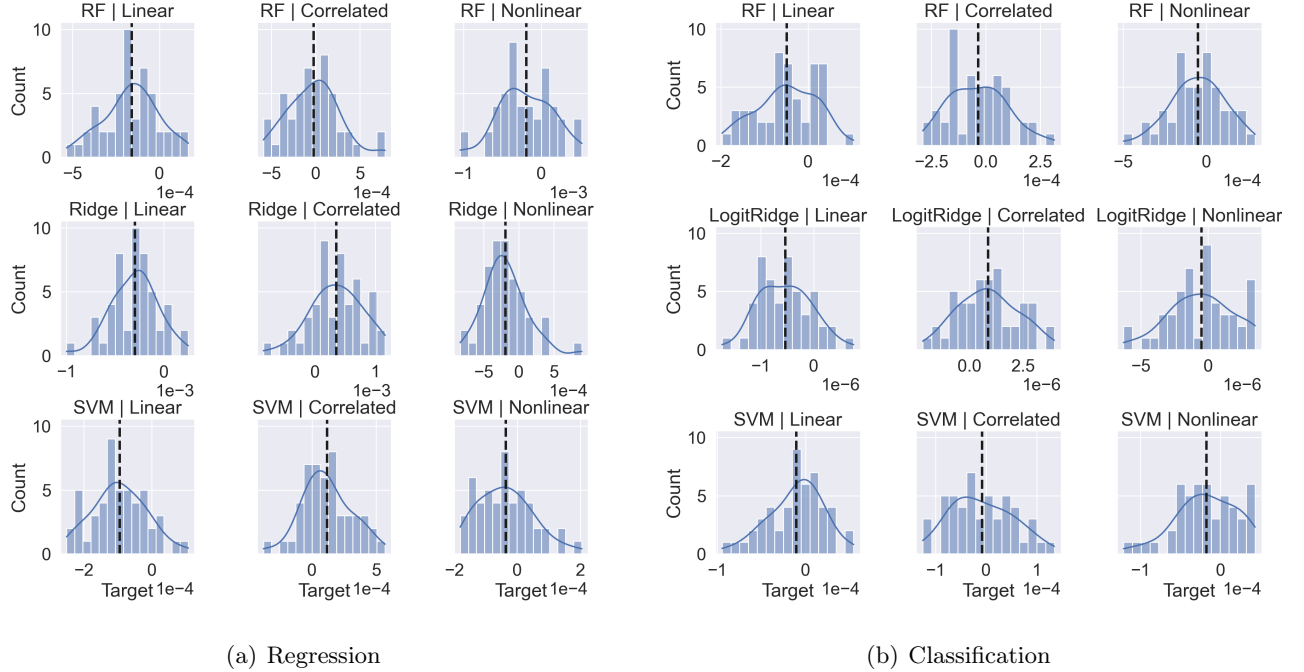 RF | Linear RF | Correlated RF | Nonlinear
10
5
0
Count
−5 0 −5 0 5 −1 0
1e−4 1e−4 1e−3
Ridge | Linear Ridge | Correlated Ridge | Nonlinear
10
5
0
Count
−1 0 0 1 −5 0 5
1e−3 1e−3 1e−4
SVM | Linear SVM | Correlated SVM | Nonlinear
10
5
0
Count
−2 0 0 5 −2 0 2
Target 1e−4 Target 1e−4 Target 1e−4
(a) Regression
RF | Linear RF | Correlated RF | Nonlinear
10
5
0
Count
−2 0 −2.5 0.0 2.5 −5 0
1e−4 1e−4 1e−4
LogitRidge | Linear LogitRidge | Correlated LogitRidge | Nonlinear
10
5
0
Count
−1 0 0.0 2.5 −5 0
1e−6 1e−6 1e−6
SVM | Linear SVM | Correlated SVM | Nonlinear
10
5
0
Count
−1 0 −1 0 1 −1 0
Target 1e−4 Target 1e−4 Target 1e−4
(b) Classification